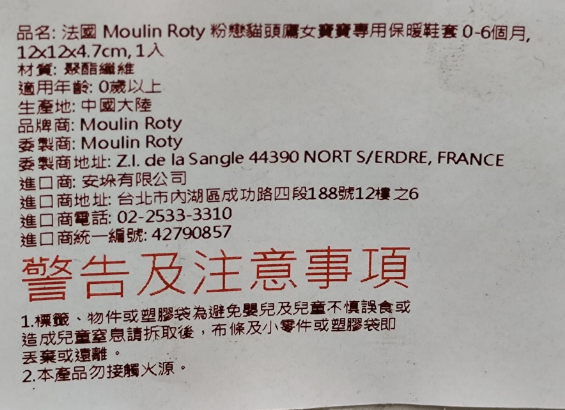 品名: 法國 Moulin Roty 粉戀貓頭鷹女寶寶專用保暖鞋套 0-6個月,
12x12x4.7cm, 1入
材質: 聚酯纖維
適用年齡: 0歲以上
生產地: 中國大陸
品牌商: Moulin Roty
委製商: Moulin Roty
委製商地址: Z.I. de la Sangle 44390 NORT S/ERDRE, FRANCE
進口商: 安垛有限公司
進口商地址: 台北市內湖區成功路四段188號12樓之6
進口商電話: 02-2533-3310
進口商統一編號: 42790857
警告及注意事項
1.標籤、物件或塑膠袋為避免嬰兒及兒童不慎誤食或
造成兒童窒息請拆取後，布條及小零件或塑膠袋即
丟棄或遠離。
2.本產品勿接觸火源。